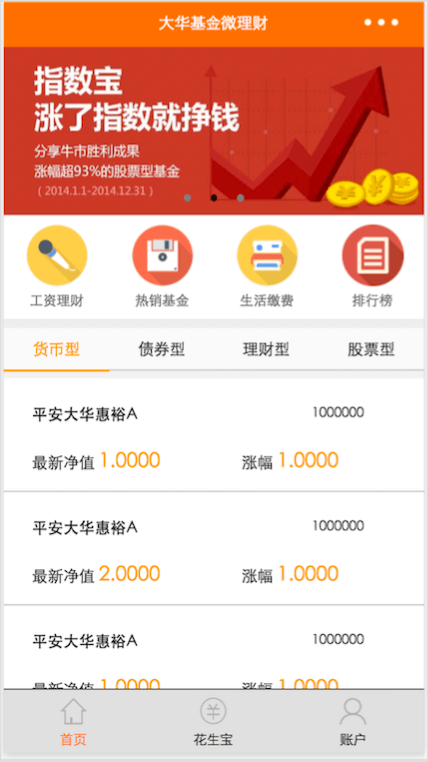 大华基金微理财
指数宝
涨了指数就挣钱
分享牛市胜利成果
涨幅超93%的股票型基金
（2014.1.1-2014.12.31）
工资理财 热销基金 生活缴费 排行榜
货币型 债券型 理财型 股票型
平安大华惠裕A 1000000
最新净值 1.0000 涨幅 1.0000
平安大华惠裕A 1000000
最新净值 2.0000 涨幅 1.0000
平安大华惠裕A 1000000
最新净值 1.0000 涨幅 1.0000
首页 花生宝 账户